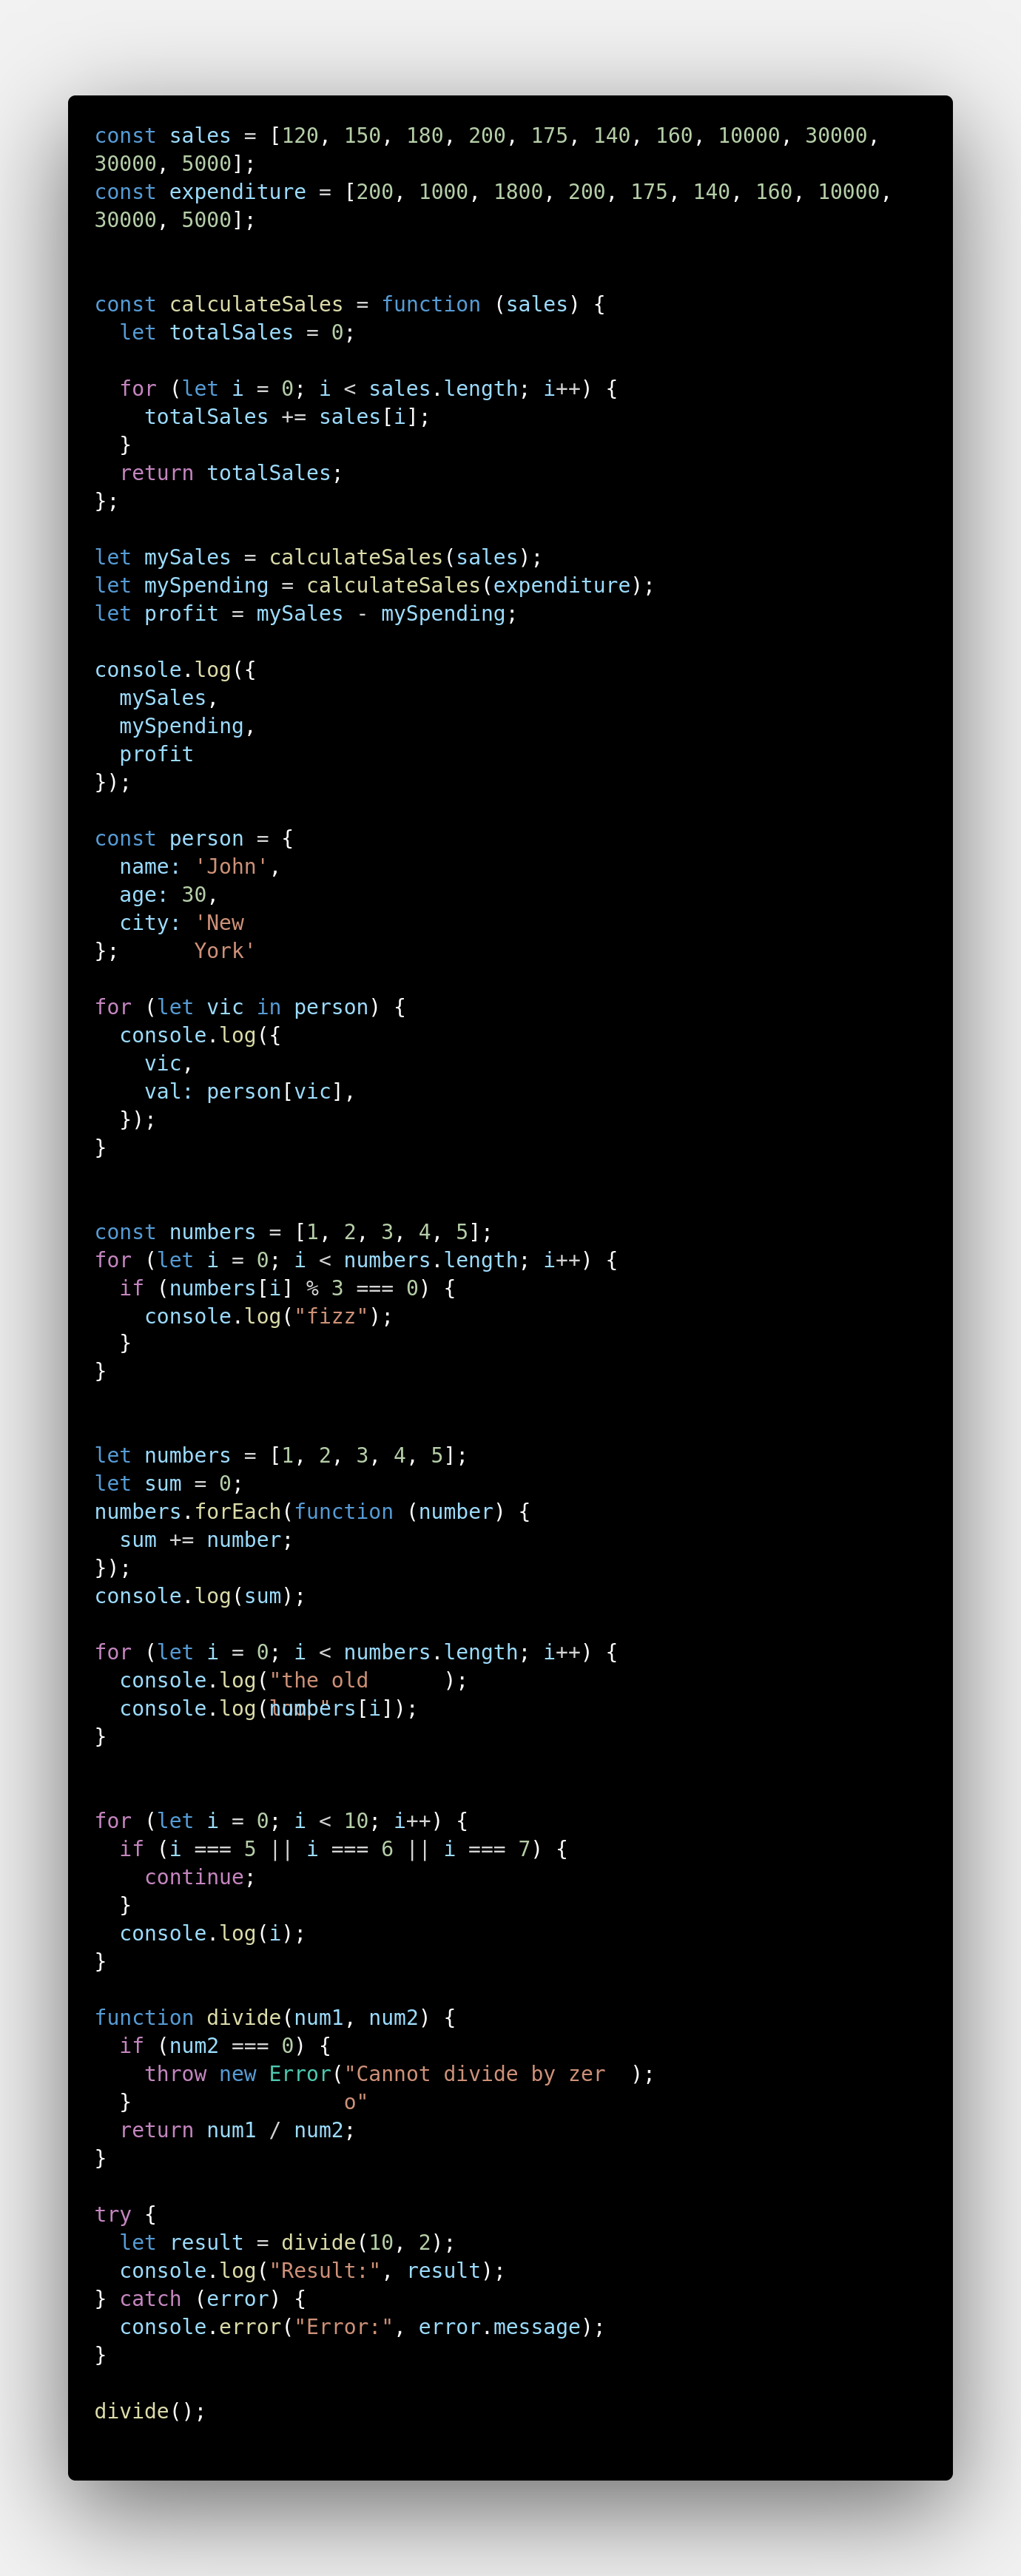 const sales = [120, 150, 180, 200, 175, 140, 160, 10000, 30000,
30000, 5000];
const expenditure = [200, 1000, 1800, 200, 175, 140, 160, 10000,
30000, 5000];
const calculateSales = function (sales) {
  let totalSales = 0;
  for (let i = 0; i < sales.length; i++) {
    totalSales += sales[i];
  }
  return totalSales;
};
let mySales = calculateSales(sales);
let mySpending = calculateSales(expenditure);
let profit = mySales - mySpending;
console.log({
  mySales,
  mySpending,
  profit
});
const person = {
  name: 'John',
  age: 30,
  city: 'New
};      York'
for (let vic in person) {
  console.log({
    vic,
    val: person[vic],
  });
}
const numbers = [1, 2, 3, 4, 5];
for (let i = 0; i < numbers.length; i++) {
  if (numbers[i] % 3 === 0) {
    console.log("fizz");
  }
}
let numbers = [1, 2, 3, 4, 5];
let sum = 0;
numbers.forEach(function (number) {
  sum += number;
});
console.log(sum);
for (let i = 0; i < numbers.length; i++) {
  console.log("the old      );
  console.log(numbers[i]);
}
for (let i = 0; i < 10; i++) {
  if (i === 5 || i === 6 || i === 7) {
    continue;
  }
  console.log(i);
}
function divide(num1, num2) {
  if (num2 === 0) {
    throw new Error("Cannot divide by zer  );
  }                 o"
  return num1 / num2;
}
try {
  let result = divide(10, 2);
  console.log("Result:", result);
} catch (error) {
  console.error("Error:", error.message);
}
divide();